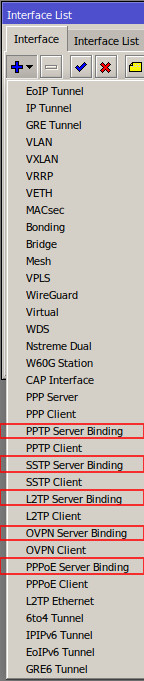 Interface List
Interface
Interface List
EoIP Tunnel
IP Tunnel
GRE Tunnel
VLAN
VXLAN
VRRP
VETH
MACsec
Bonding
Bridge
Mesh
VPLS
WireGuard
Virtual
WDS
Nstreme Dual
W60G Station
CAP Interface
PPP Server
PPP Client
PPTP Server Binding
PPTP Client
SSTP Server Binding
SSTP Client
L2TP Server Binding
L2TP Client
OVPN Server Binding
OVPN Client
PPPoE Server Binding
PPPoE Client
L2TP Ethernet
6to4 Tunnel
IPIPv6 Tunnel
EoIPv6 Tunnel
GRE6 Tunnel